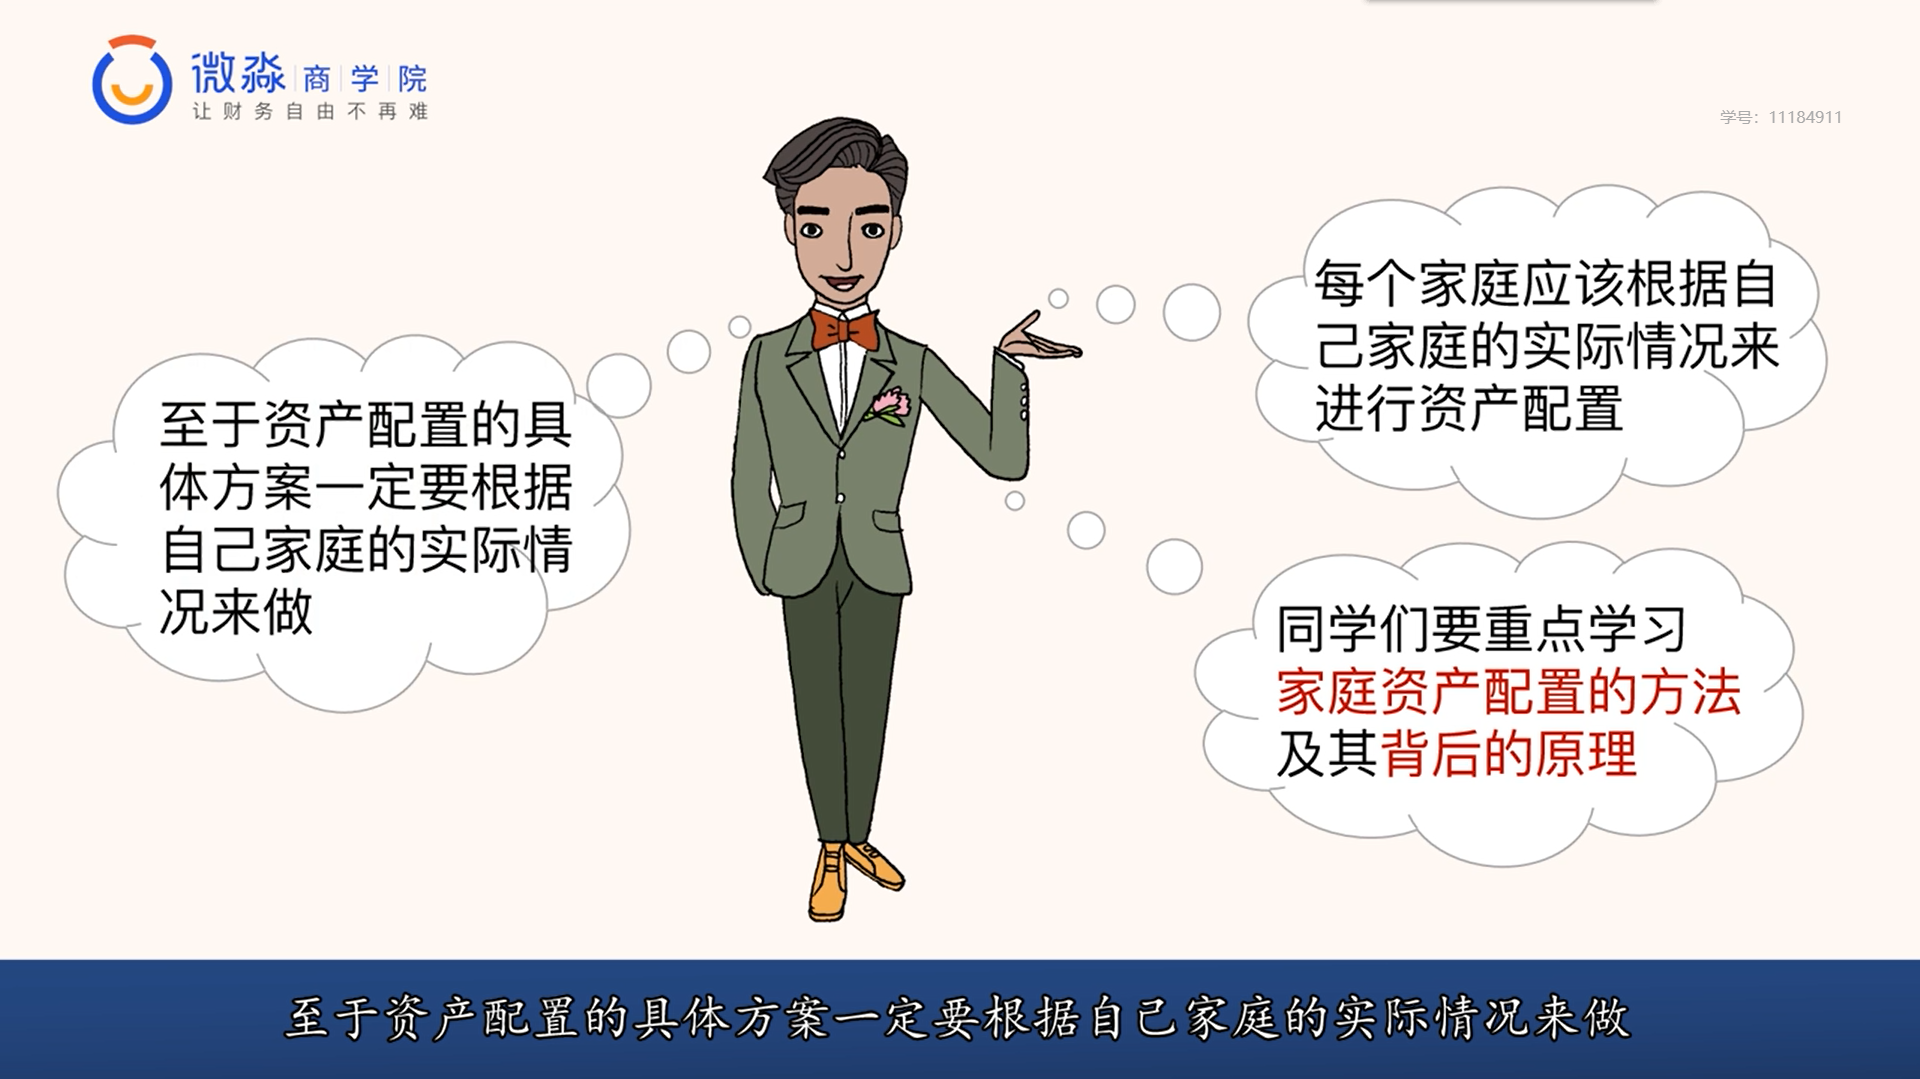 微淼 商 学 院
让财务自由不再难
学号：11184911
每个家庭应该根据自
己家庭的实际情况来
进行资产配置
至于资产配置的具
体方案一定要根据
自己家庭的实际情
况来做
同学们要重点学习
家庭资产配置的方法
及其背后的原理
至于资产配置的具体方案一定要根据自己家庭的实际情况来做